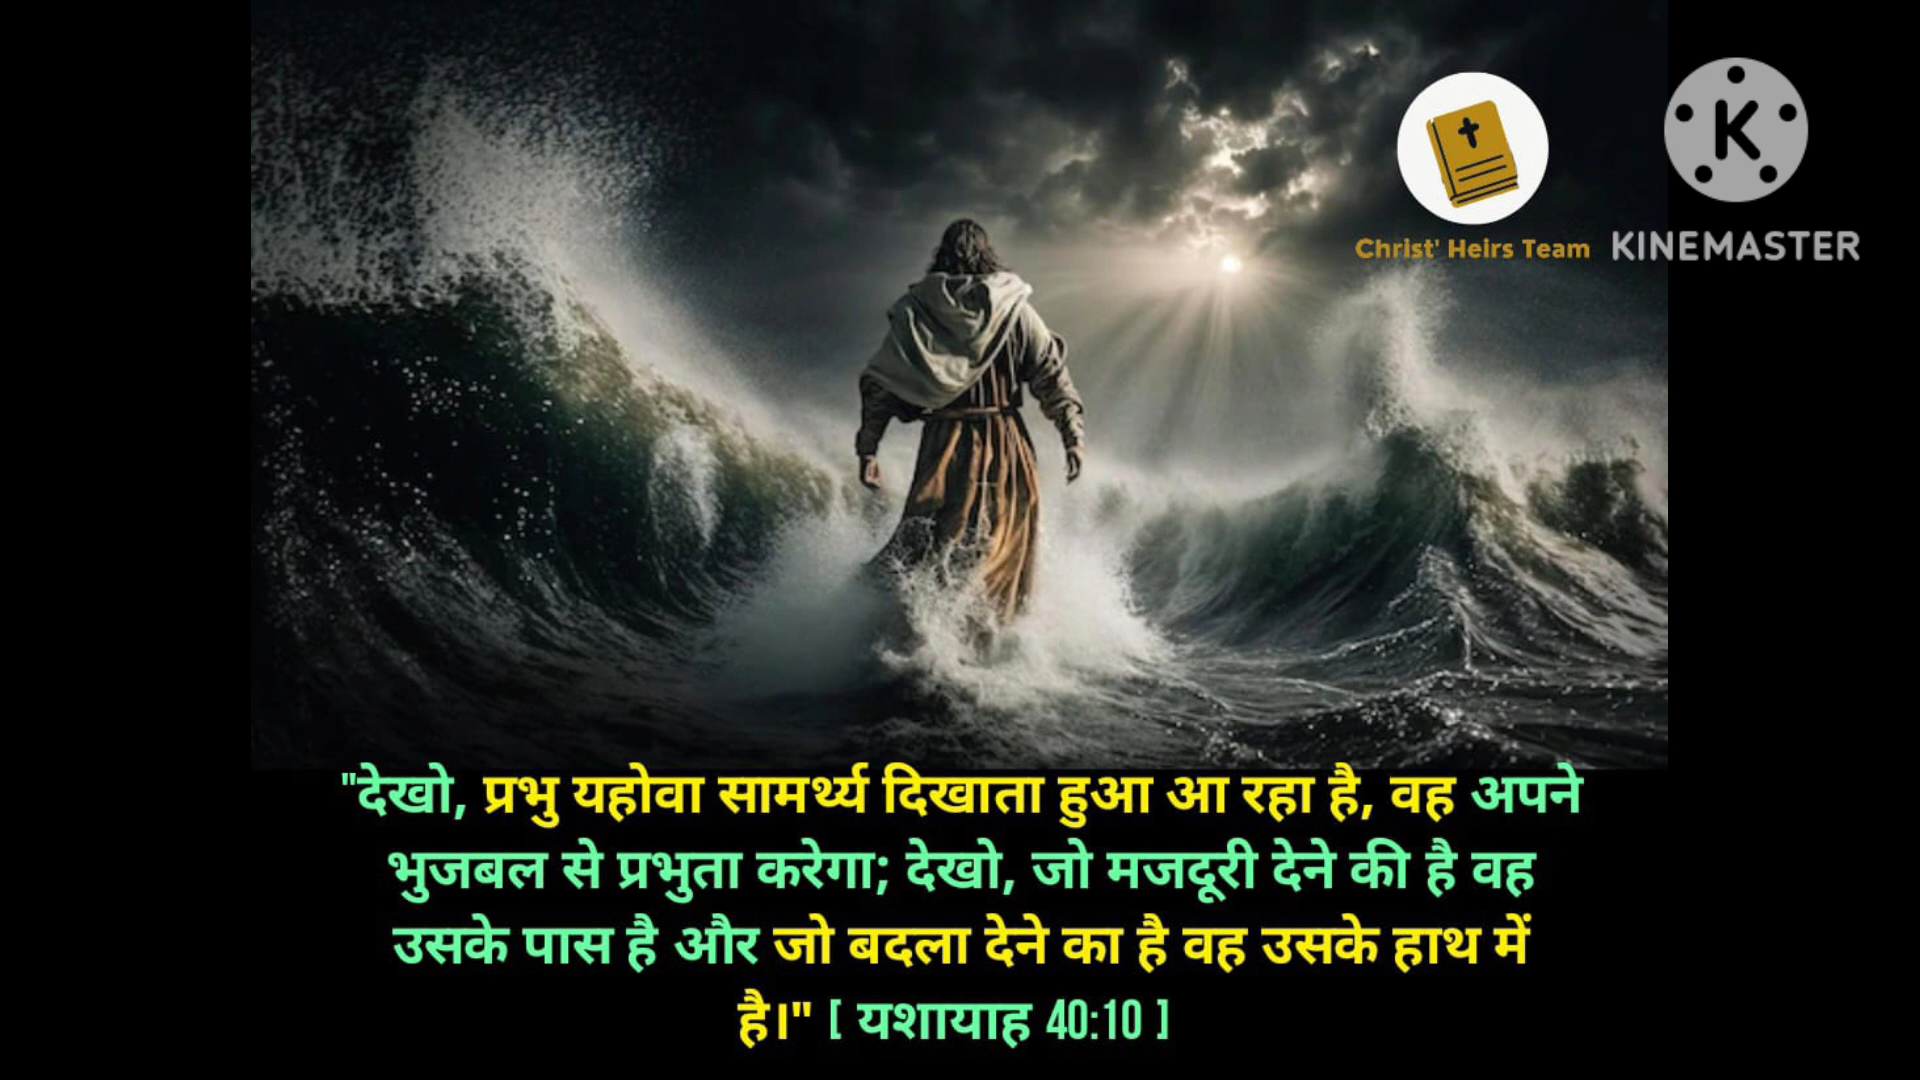 K
Christ' Heirs Team
KINEMASTER
"देखो, प्रभु यहोवा सामर्थ्य दिखाता हुआ आ रहा है, वह अपने
भुजबल से प्रभुता करेगा; देखो, जो मजदूरी देने की है वह
उसके पास है और जो बदला देने का है वह उसके हाथ में
है।" [ यशायाह 40:10 ]